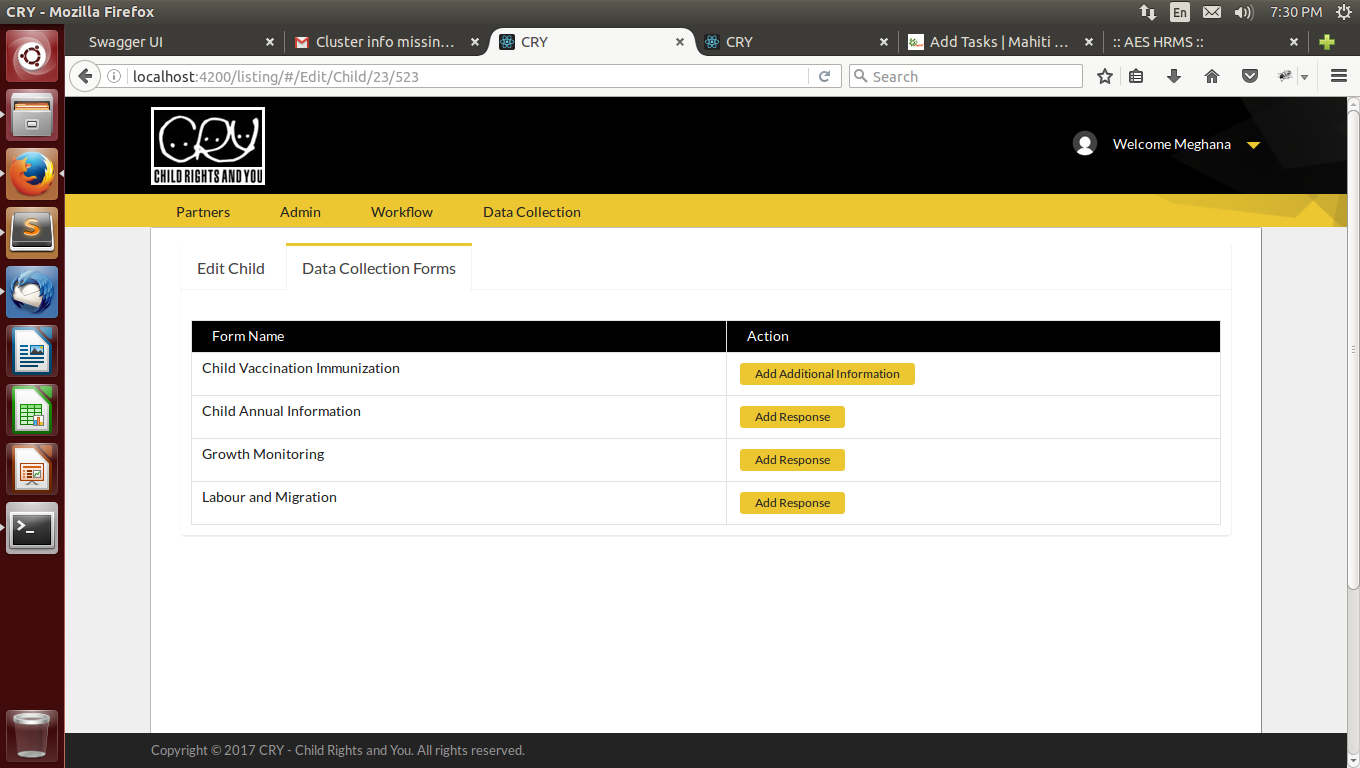 CRY - Mozilla Firefox
En
7:30 PM
Swagger UI
Cluster info missin...
CRY
CRY
Add Tasks | Mahiti ...
:: AES HRMS ::
localhost:4200/listing/#/Edit/Child/23/523
Search
CRY
CHILD RIGHTS AND YOU
Welcome Meghana
Partners
Admin
Workflow
Data Collection
Edit Child
Data Collection Forms
Form Name
Action
Child Vaccination Immunization
Add Additional Information
Child Annual Information
Add Response
Growth Monitoring
Add Response
Labour and Migration
Add Response
Copyright © 2017 CRY - Child Rights and You. All rights reserved.